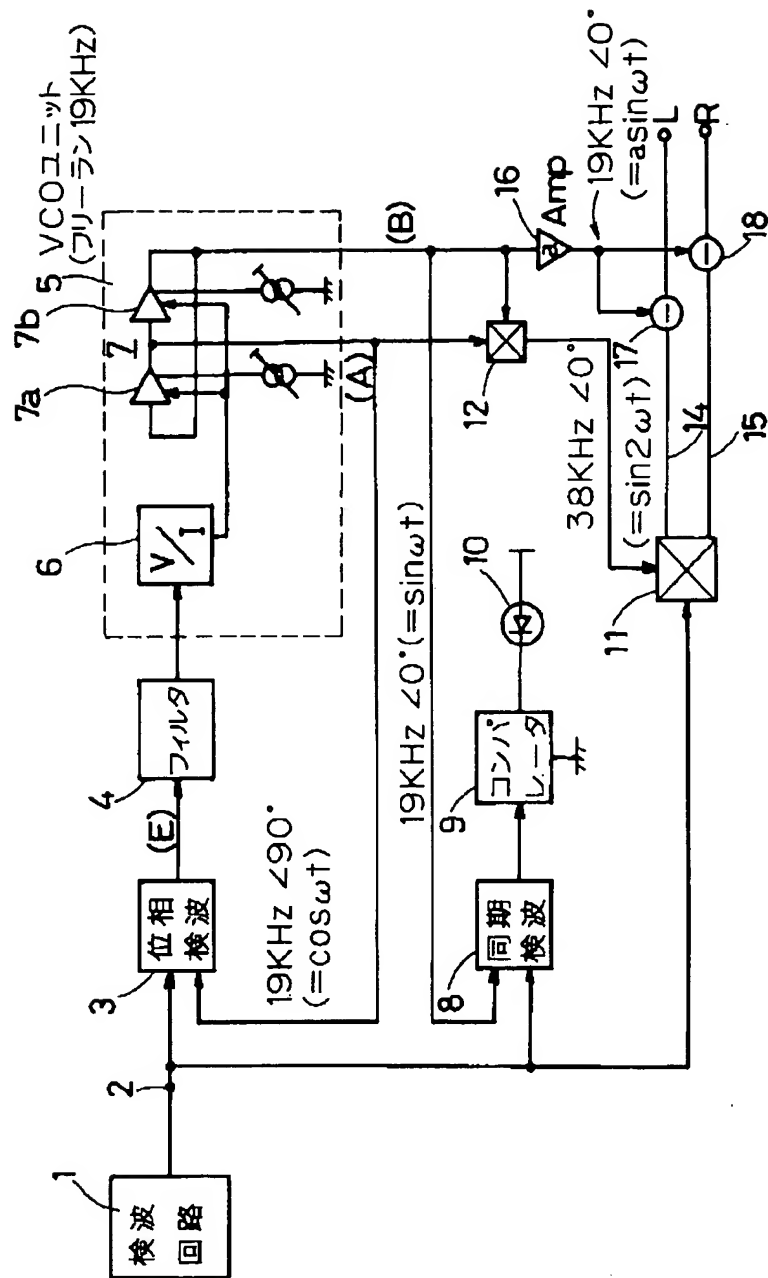 1
検波
回路
2
3
位相
検波
(E)
4
フィルタ
6
V/I
5
VCOユニット
(フリーラン19KHz)
7a
7
7b
(A)
(B)
19KHz ∠90°
(=cosωt)
19KHz ∠0°(=sinωt)
8
同期
検波
9
コンパ
レータ
10
12
38KHz ∠0°
(=sin2ωt)
11
16
a
Amp
19KHz ∠0°
(=asinωt)
17
18
14
15
L
R